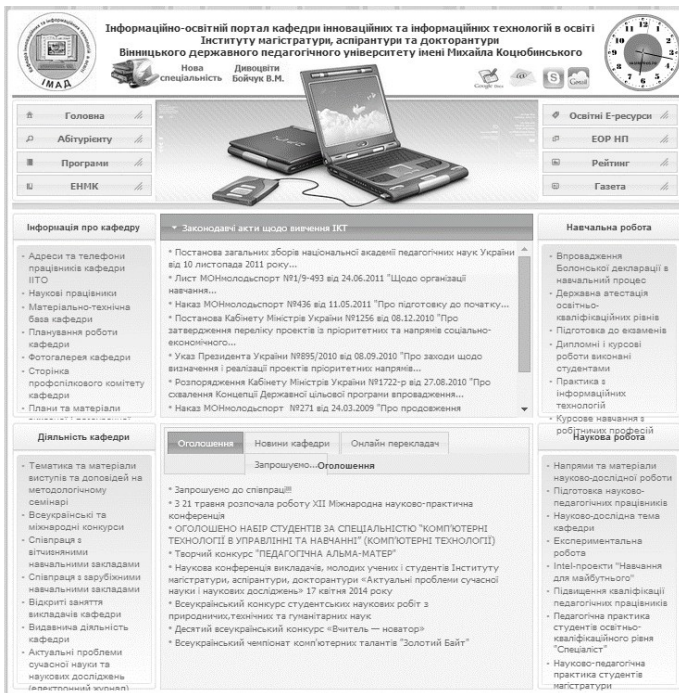 Інформаційно-освітній портал кафедри інноваційних та інформаційних технологій в освіті
Інституту магістратури, аспірантури та докторантури
Вінницького державного педагогічного університету імені Михайла Коцюбинського
ІМАД
Нова
спеціальність
Дивоцвіти
Бойчук В.М.
Google Docs
Gmail
Головна
Абітурієнту
Програми
ЕНМК
Освітні Е-ресурси
ЕОР НП
Рейтинг
Газета
Інформація про кафедру
Адреси та телефони
працівників кафедри
ІІТО
Наукові працівники
Матеріально-технічна
база кафедри
Планування роботи
кафедри
Фотогалерея кафедри
Сторінка
профспілкового комітету
кафедри
Плани та матеріали
Законодавчі акти щодо вивчення ІКТ
* Постанова загальних зборів національної академії педагогічних наук України
від 10 листопада 2011 року...
* Лист МОНмолодьспорт №1/9-493 від 24.06.2011 "Щодо організації
навчання...
* Наказ МОНмолодьспорт №436 від 11.05.2011 "Про підготовку до початку...
* Постанова Кабінету Міністрів України №1256 від 08.12.2010 "Про
затвердження переліку проектів із пріоритетних та напрямів соціально-
економічного...
* Указ Президента України №895/2010 від 08.09.2010 "Про заходи щодо
визначення і реалізації проектів пріоритетних напрямів...
* Розпорядження Кабінету Міністрів України №1722-р від 27.08.2010 "Про
схвалення Концепції Державної цільової програми впровадження...
* Наказ МОНмолодьспорт №271 від 24.03.2009 "Про продовження
Навчальна робота
Впровадження
Болонської декларації в
навчальний процес
Державна атестація
освітньо-
кваліфікаційних рівнів
Підготовка до екзаменів
Дипломні і курсові
роботи виконані
студентами
Практика з
інформаційних
технологій
Курсове навчання з
робітничих професій
Діяльність кафедри
Тематика та матеріали
виступів та доповідей на
методологічному
семінарі
Всеукраїнські та
міжнародні конкурси
Співпраця з
вітчизняними
навчальними закладами
Співпраця з зарубіжними
навчальними закладами
Відкриті заняття
викладачів кафедри
Видавнича діяльність
кафедри
Актуальні проблеми
сучасної науки та
наукових досліджень
(електронний журнал)
Оголошення Новини кафедри Онлайн перекладач
Запрошуємо...Оголошення
* Запрошуємо до співпраці!!!
* З 21 травня розпочала роботу XII Міжнародна науково-практична
конференція
* ОГОЛОШЕНО НАБІР СТУДЕНТІВ ЗА СПЕЦІАЛЬНІСТЮ "КОМП'ЮТЕРНІ
ТЕХНОЛОГІЇ В УПРАВЛІННІ ТА НАВЧАННІ" (КОМП'ЮТЕРНІ ТЕХНОЛОГІЇ)
* Творчий конкурс "ПЕДАГОГІЧНА АЛЬМА-МАТЕР"
* Наукова конференція викладачів, молодих учених і студентів Інституту
магістратури, аспірантури, докторантури «Актуальні проблеми сучасної
науки і наукових досліджень» 17 квітня 2014 року
* Всеукраїнський конкурс студентських наукових робіт з
природничих,технічних та гуманітарних наук
* Десятий всеукраїнський конкурс «Вчитель — новатор»
* Всеукраїнський чемпіонат комп'ютерних талантів "Золотий Байт"
Наукова робота
Напрями та матеріали
науково-дослідної роботи
Підготовка науково-
педагогічних працівників
Науково-дослідна тема
кафедри
Експериментальна
робота
Intel-проекти "Навчання
для майбутнього"
Підвищення кваліфікації
педагогічних працівників
Педагогічна практика
студентів освітньо-
кваліфікаційного рівня
"Спеціаліст"
Науково-педагогічна
практика студентів
магістратури